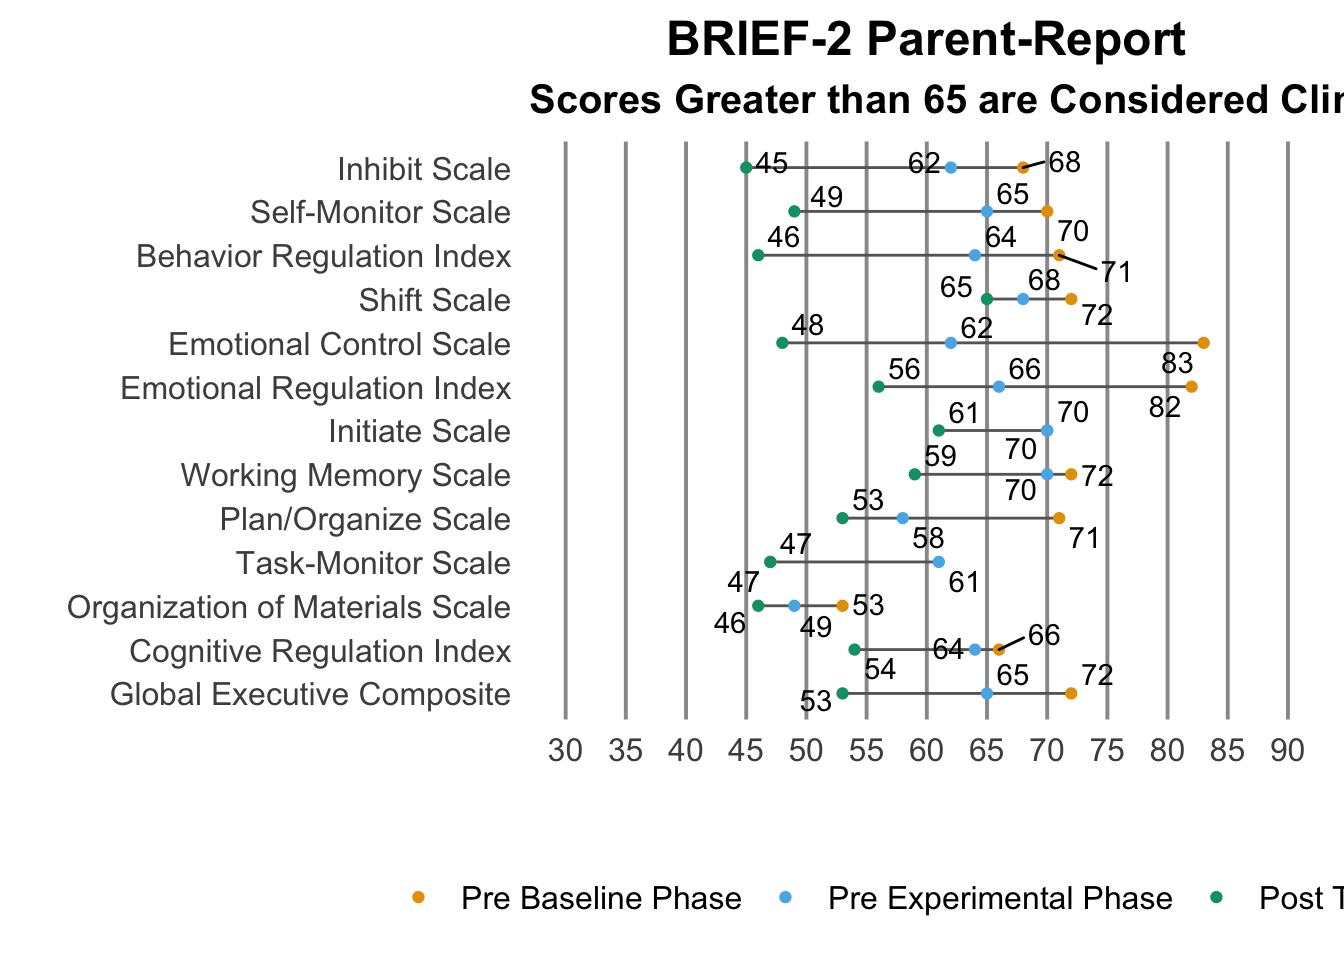 BRIEF-2 Parent-Report
Scores Greater than 65 are Considered
Inhibit Scale 45 62 68
Self-Monitor Scale 49 65 70
Behavior Regulation Index 46 64 71
Shift Scale 65 68 72
Emotional Control Scale 48 62 83
Emotional Regulation Index 56 66 82
Initiate Scale 61 70 70
Working Memory Scale 59 70 72
Plan/Organize Scale 53 58 71
Task-Monitor Scale 47 47 61
Organization of Materials Scale 46 49 53
Cognitive Regulation Index 54 64 66
Global Executive Composite 53 65 72
30 35 40 45 50 55 60 65 70 75 80 85 90
Pre Baseline Phase Pre Experimental Phase Post